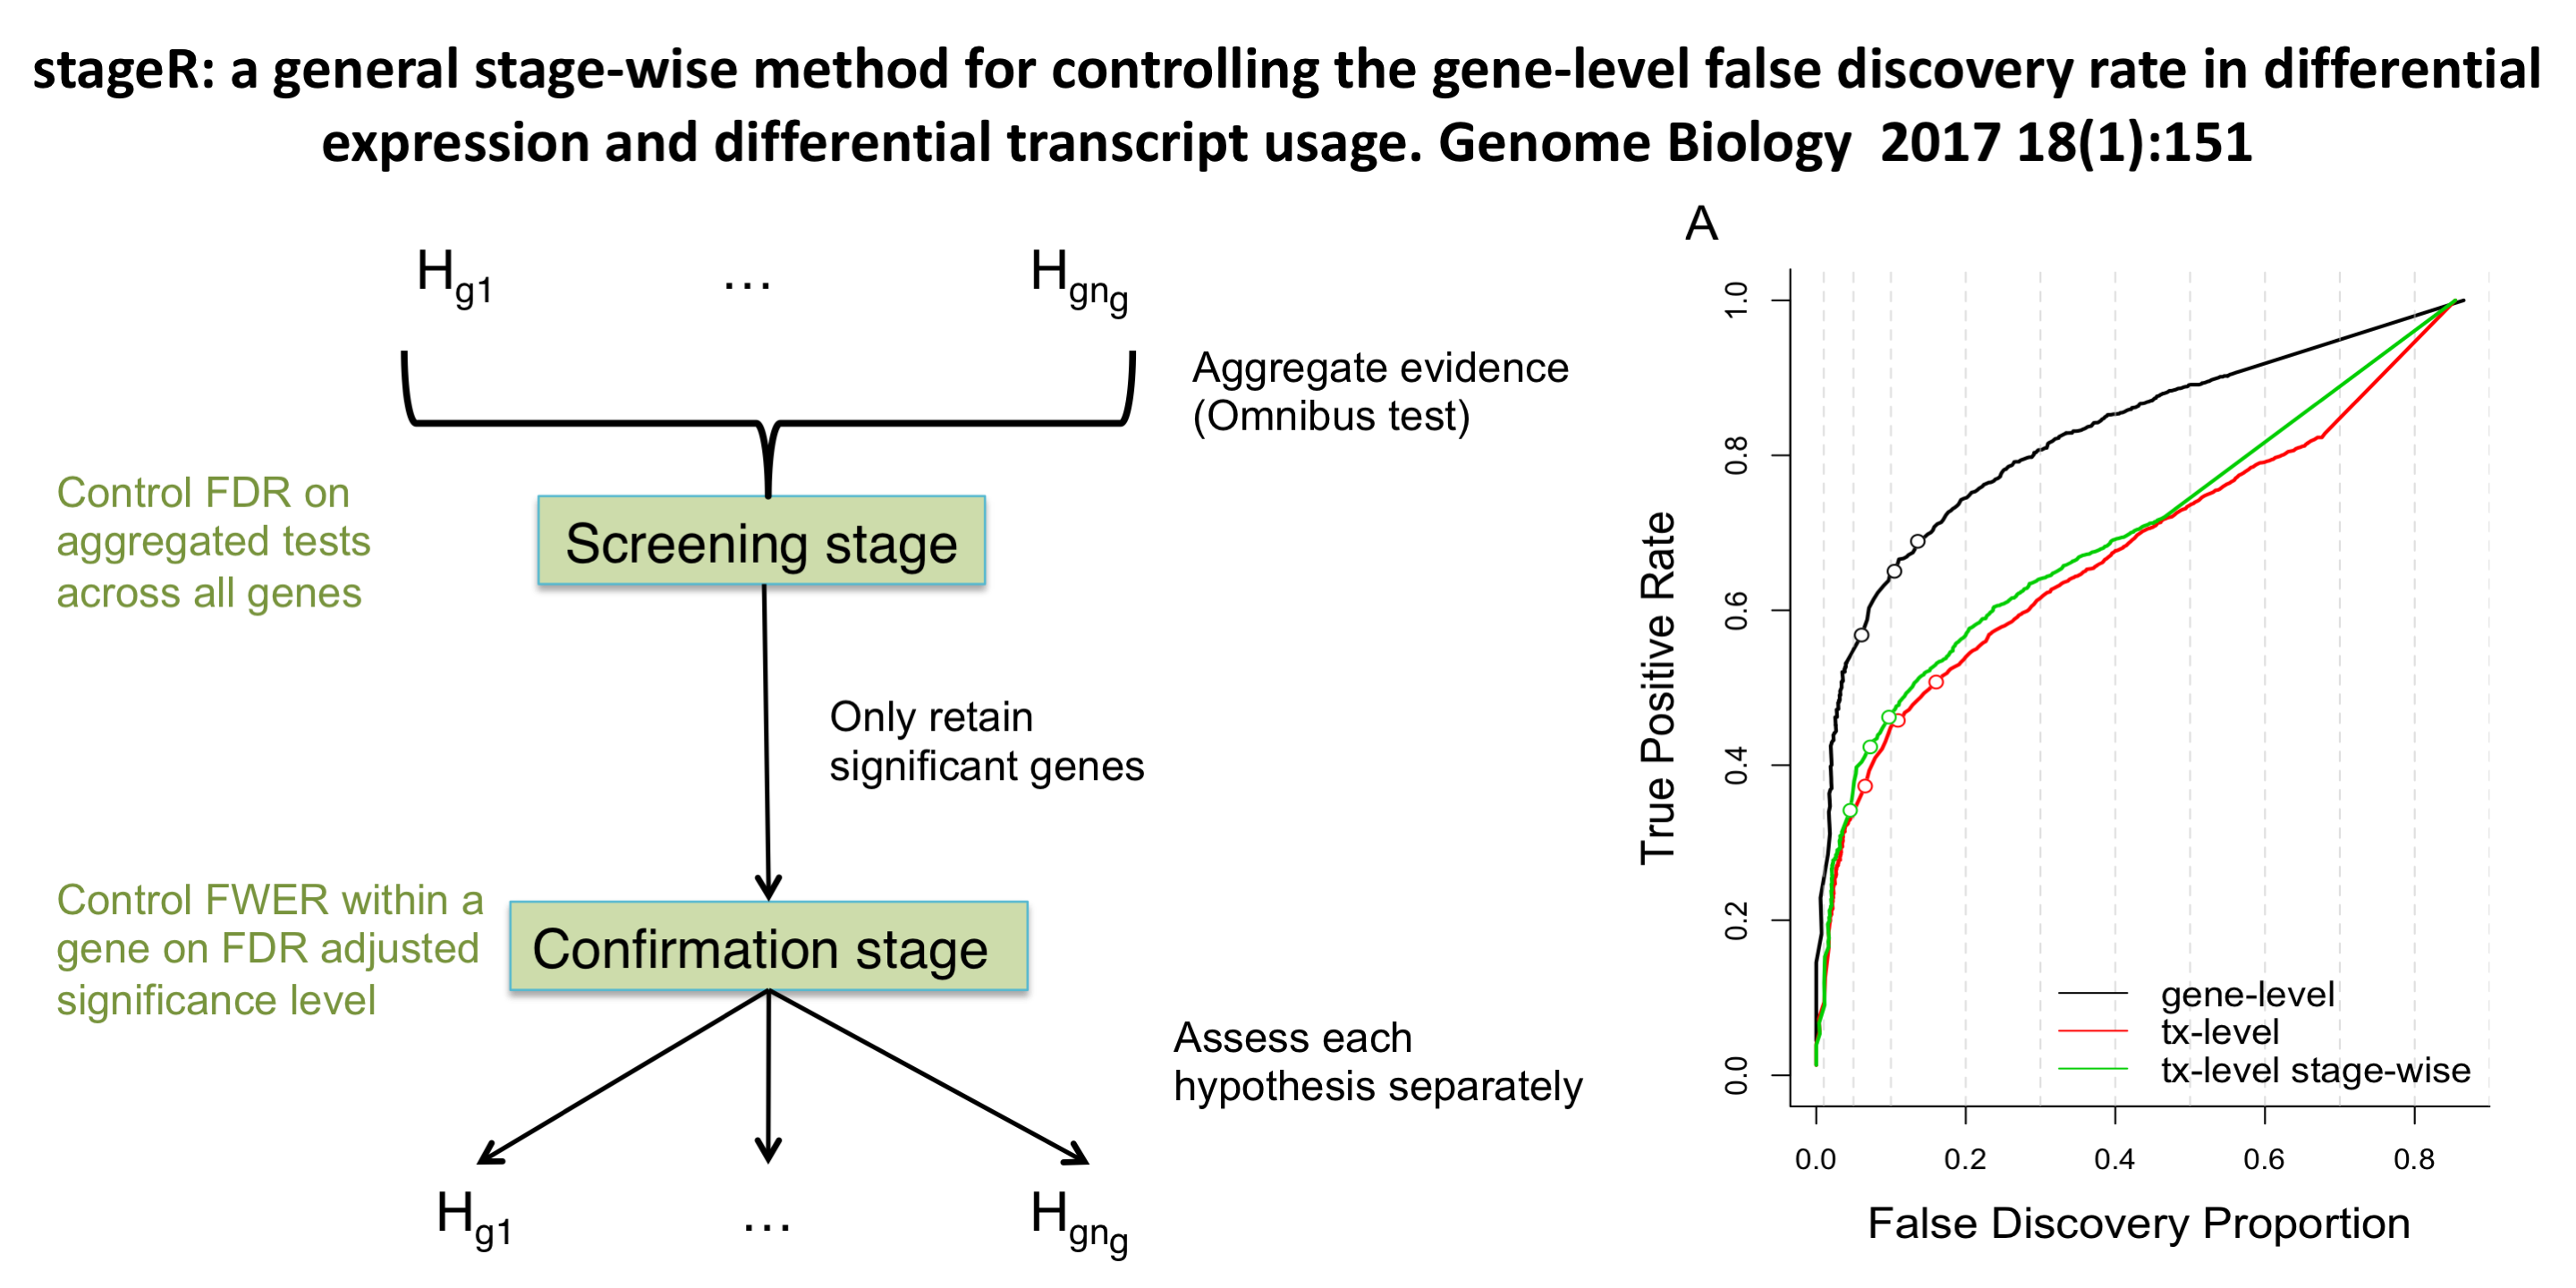 stageR: a general stage-wise method for controlling the gene-level false discovery rate in differential
expression and differential transcript usage. Genome Biology  2017 18(1):151
Hg1 … Hgng
Aggregate evidence
(Omnibus test)
Control FDR on
aggregated tests
across all genes
Screening stage
Only retain
significant genes
Control FWER within a
gene on FDR adjusted
significance level
Confirmation stage
Assess each
hypothesis separately
Hg1 … Hgng
A
True Positive Rate
1.0
0.8
0.6
0.4
0.2
0.0
gene-level
tx-level
tx-level stage-wise
0.0 0.2 0.4 0.6 0.8
False Discovery Proportion